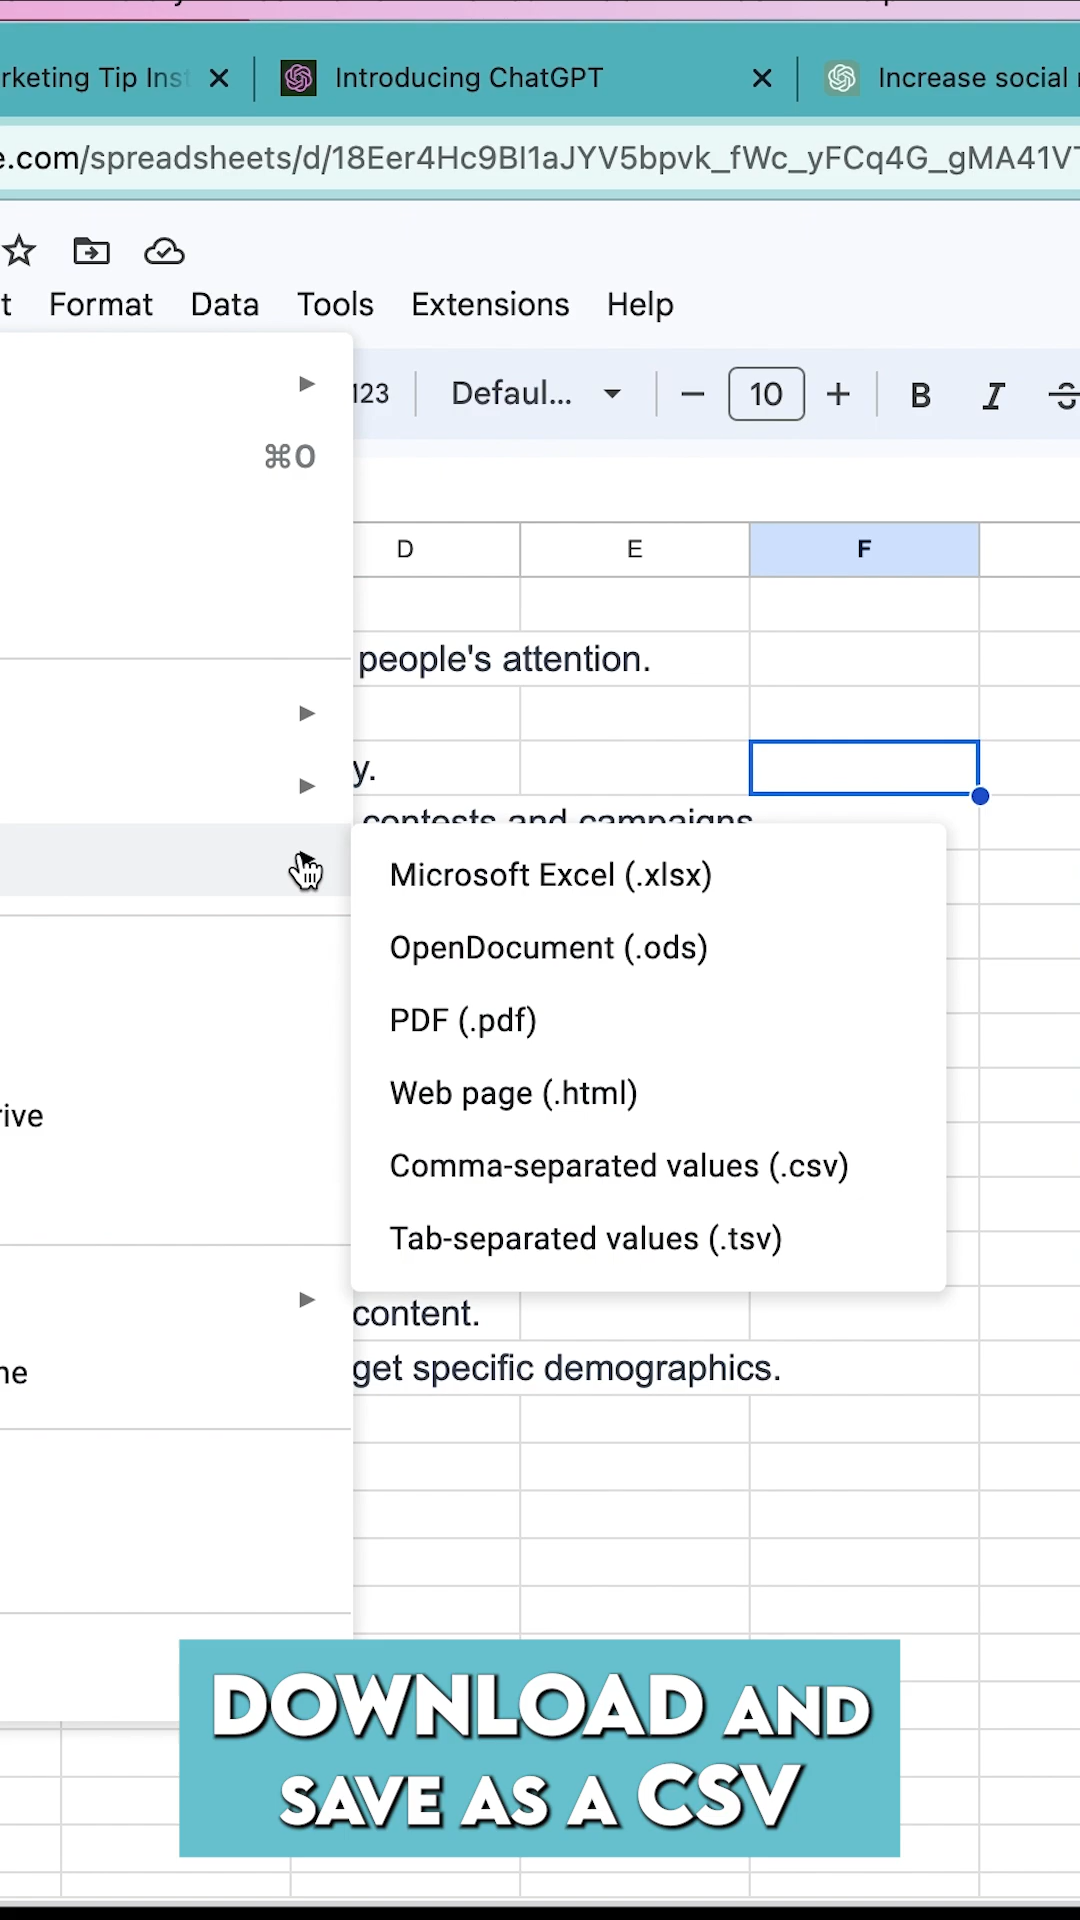 rketing Tip Inst
Introducing ChatGPT
Increase social
e.com/spreadsheets/d/18Eer4Hc9BI1aJYV5bpvk_fWc_yFCq4G_gMA41V
t Format Data Tools Extensions Help
123 Defaul... 10 B I S
⌘O
D E F
people's attention.
y.
contests and campaigns
Microsoft Excel (.xlsx)
OpenDocument (.ods)
PDF (.pdf)
Web page (.html)
rive
Comma-separated values (.csv)
Tab-separated values (.tsv)
content.
get specific demographics.
ne
DOWNLOAD AND
SAVE AS A CSV